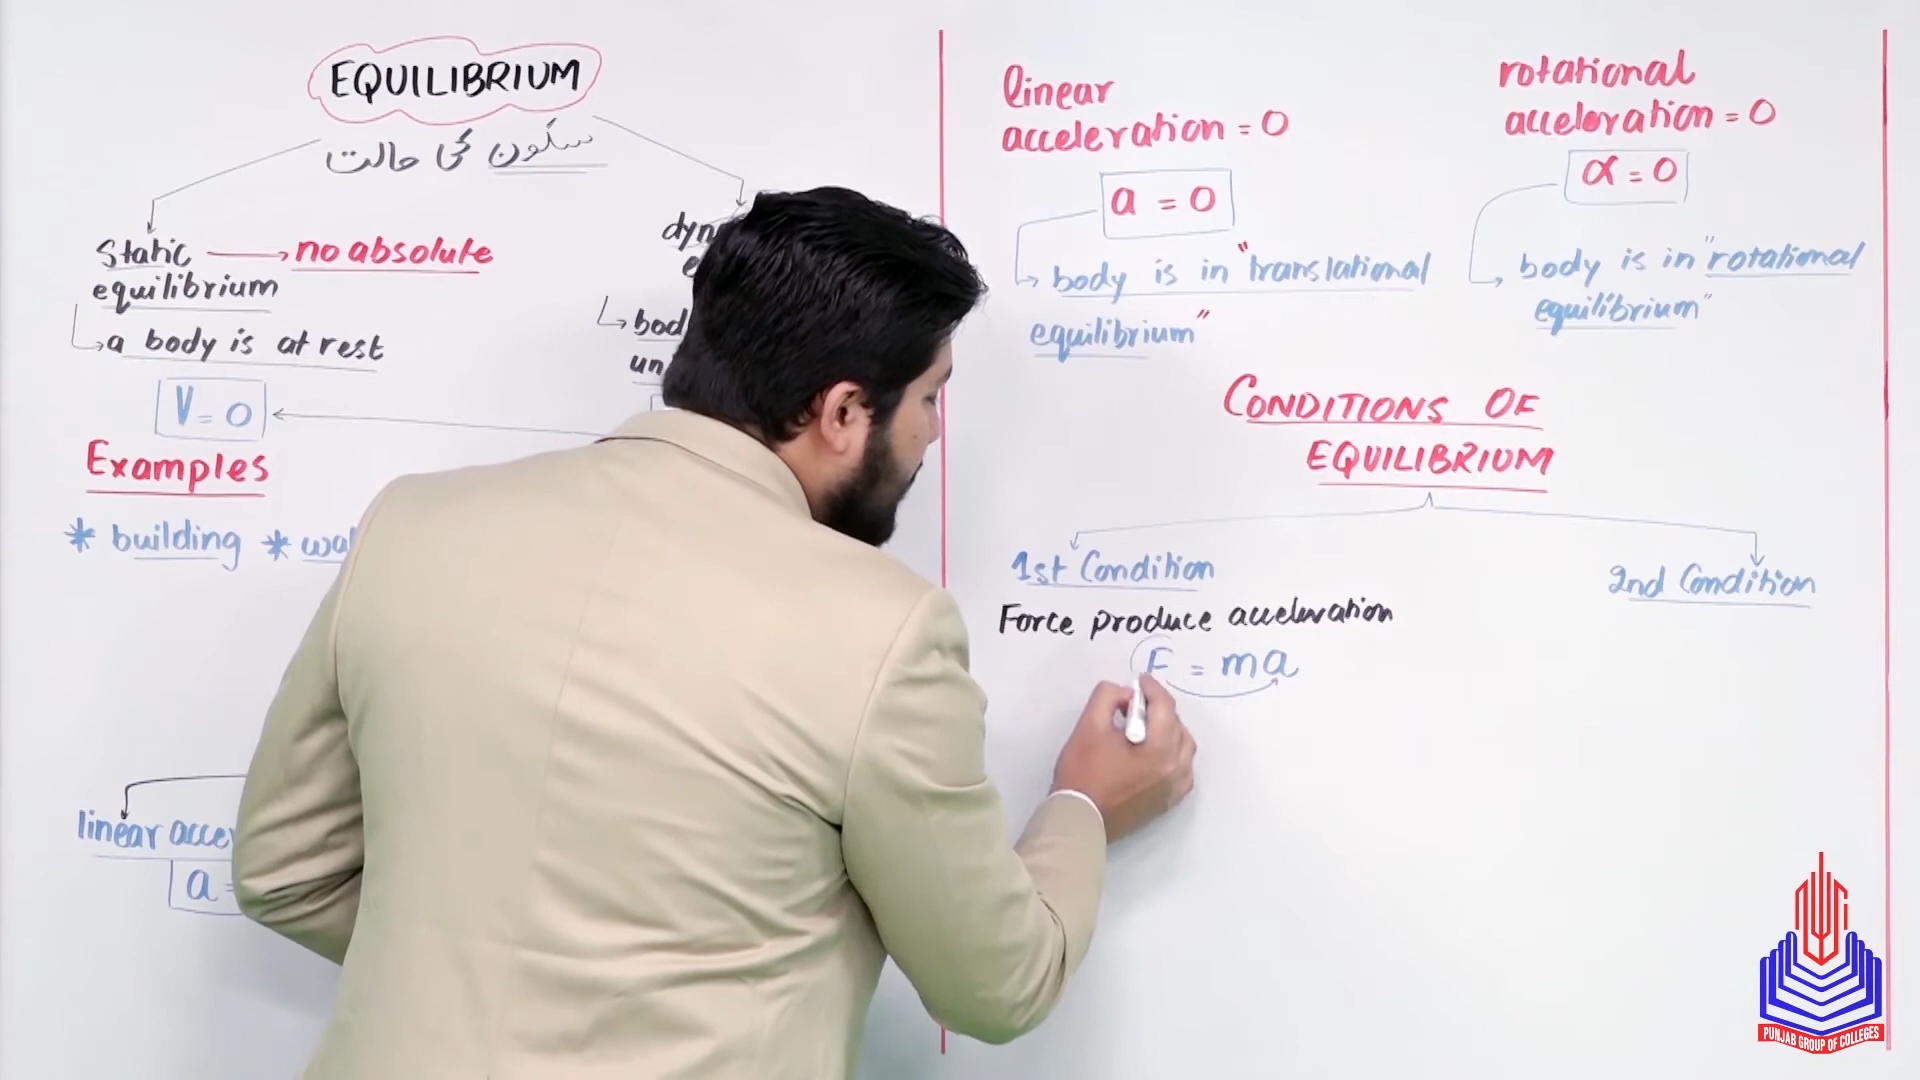 EQUILIBRIUM
سکون کی حالت
Static → no absolute
equilibrium
a body is at rest
V = 0
Examples
* building *
linear
a =
linear
acceleration = 0
a = 0
body is in "translational
equilibrium"
rotational
acceleration = 0
α = 0
body is in "rotational
equilibrium"
CONDITIONS OF
EQUILIBRIUM
1st Condition
Force produce acceleration
F = ma
2nd Condition
PUNJAB GROUP OF COLLEGES